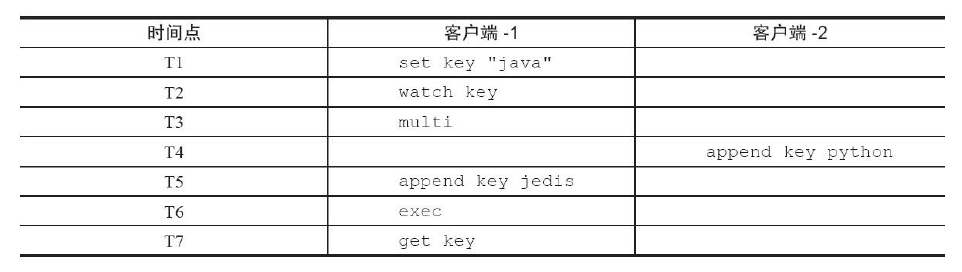 时间点 客户端-1 客户端-2
T1 set key "java"
T2 watch key
T3 multi
T4 append key python
T5 append key jedis
T6 exec
T7 get key